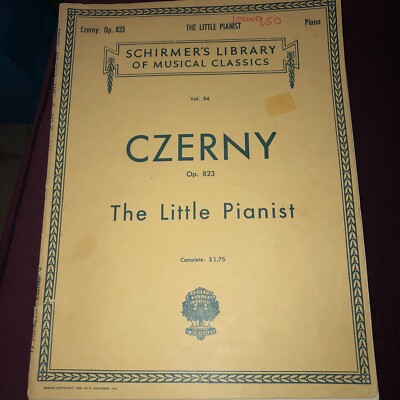 Czerny, Op. 823 THE LITTLE PIANIST Piano
SCHIRMER'S LIBRARY
OF MUSICAL CLASSICS
Vol. 54
CZERNY
Op. 823
The Little Pianist
Complete: $1.75